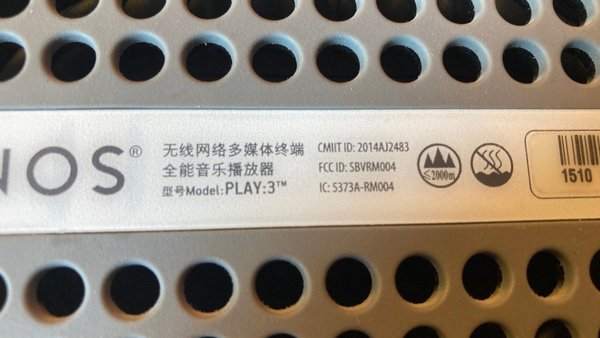 NOS®
无线网络多媒体终端
全能音乐播放器
型号Model: PLAY:3™
CMIIT ID: 2014AJ2483
FCC ID: SBVRM004
IC: 5373A-RM004
≤2000m
1510